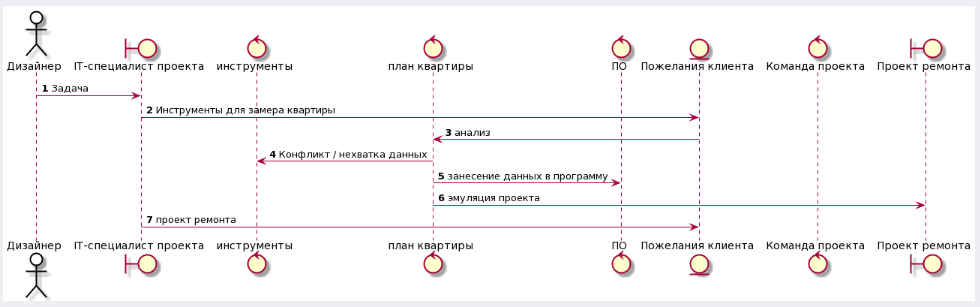 Дизайнер IT-специалист проекта инструменты план квартиры ПО Пожелания клиента Команда проекта Проект ремонта
1 Задача
2 Инструменты для замера квартиры
3 анализ
4 Конфликт / нехватка данных
5 занесение данных в программу
6 эмуляция проекта
7 проект ремонта
Дизайнер IT-специалист проекта инструменты план квартиры ПО Пожелания клиента Команда проекта Проект ремонта